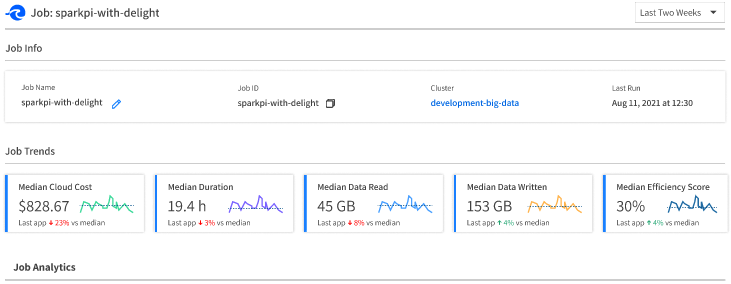 Job: sparkpi-with-delight
Last Two Weeks
Job Info
Job Name
Job ID
Cluster
Last Run
sparkpi-with-delight
sparkpi-with-delight
development-big-data
Aug 11, 2021 at 12:30
Job Trends
Median Cloud Cost
$828.67
Last app ↓ 23% vs median
Median Duration
19.4 h
Last app ↓ 3% vs median
Median Data Read
45 GB
Last app ↓ 8% vs median
Median Data Written
153 GB
Last app ↑ 4% vs median
Median Efficiency Score
30%
Last app ↑ 4% vs median
Job Analytics